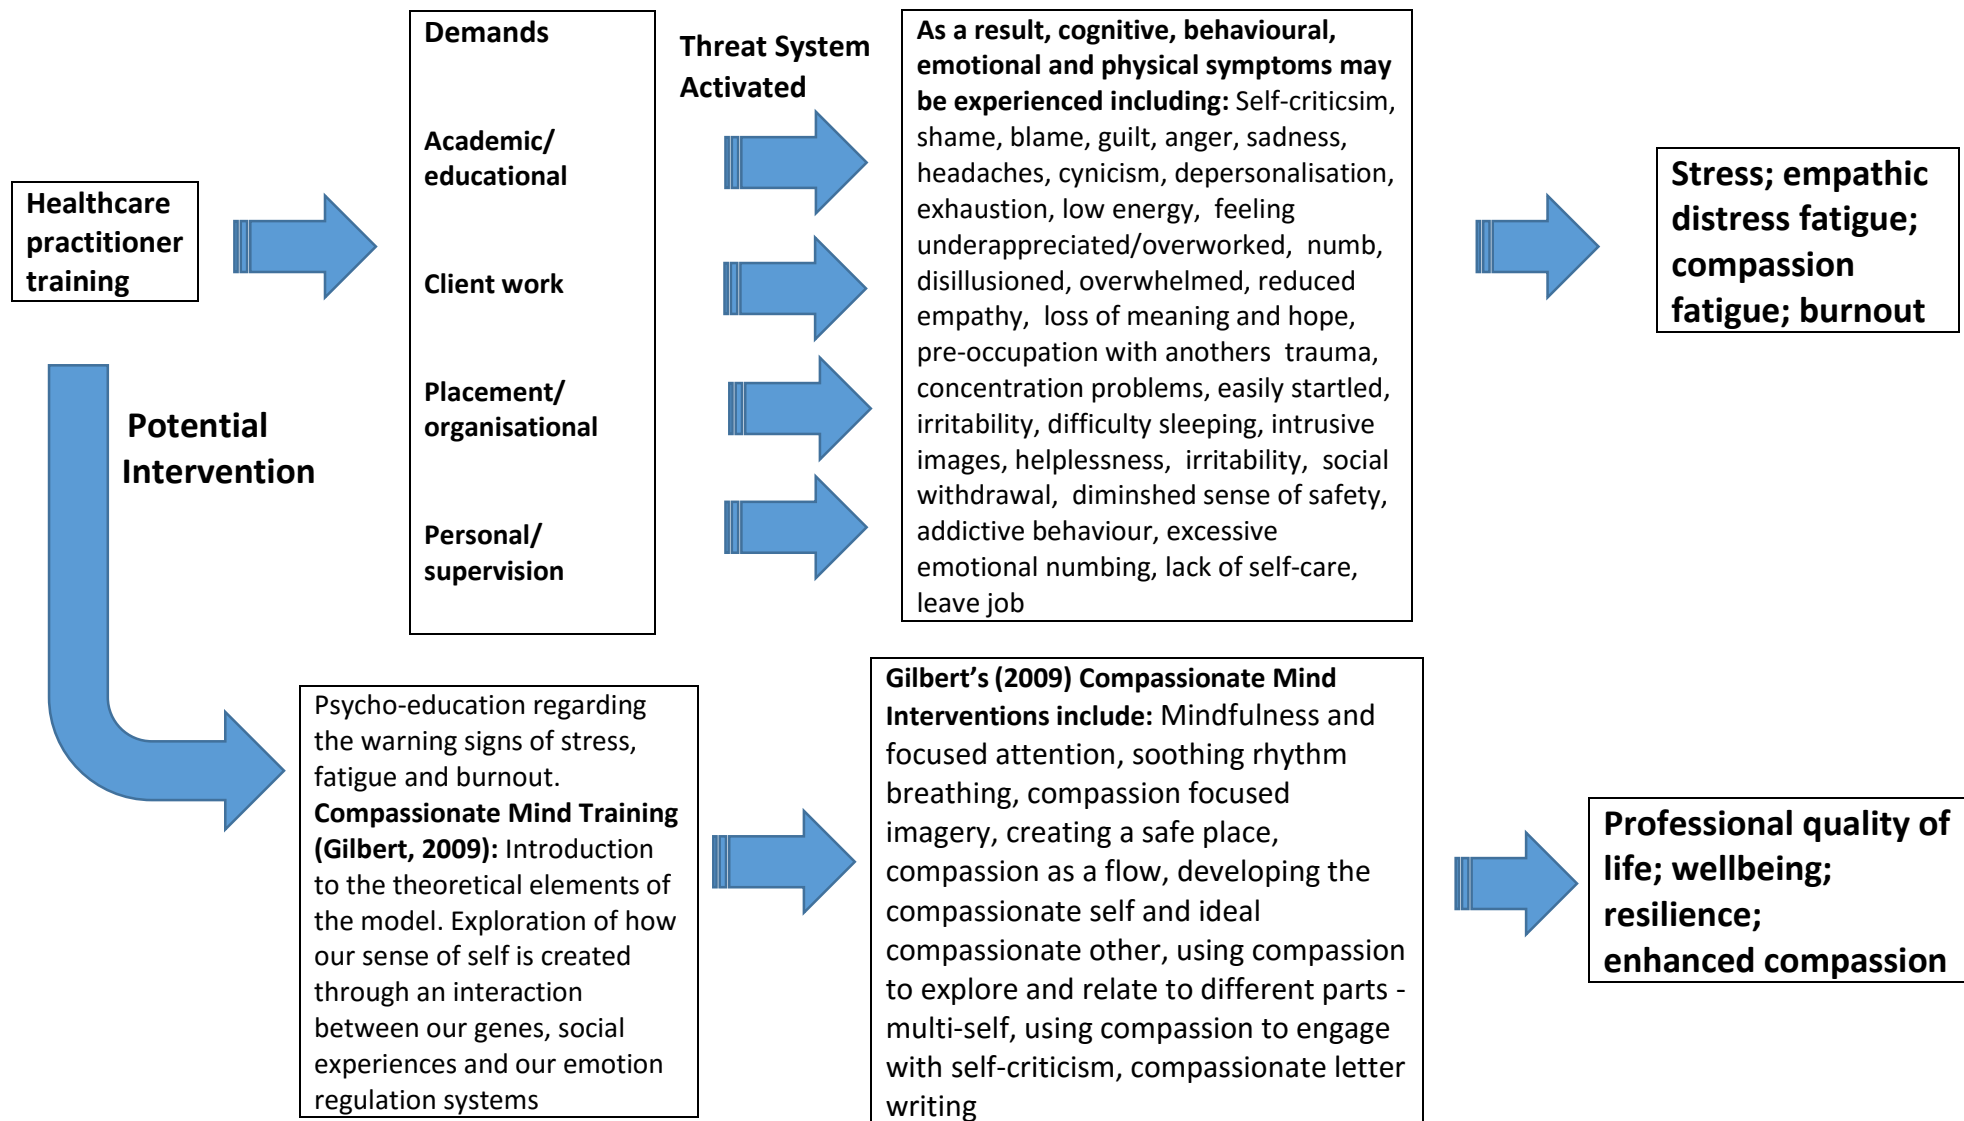 Healthcare
practitioner
training
Demands
Academic/
educational
Client work
Placement/
organisational
Personal/
supervision
Threat System
Activated
As a result, cognitive, behavioural,
emotional and physical symptoms may
be experienced including: Self-criticsim,
shame, blame, guilt, anger, sadness,
headaches, cynicism, depersonalisation,
exhaustion, low energy, feeling
underappreciated/overworked, numb,
disillusioned, overwhelmed, reduced
empathy, loss of meaning and hope,
pre-occupation with anothers trauma,
concentration problems, easily startled,
irritability, difficulty sleeping, intrusive
images, helplessness, irritability, social
withdrawal, diminshed sense of safety,
addictive behaviour, excessive
emotional numbing, lack of self-care,
leave job
Stress; empathic
distress fatigue;
compassion
fatigue; burnout
Potential
Intervention
Psycho-education regarding
the warning signs of stress,
fatigue and burnout.
Compassionate Mind Training
(Gilbert, 2009): Introduction
to the theoretical elements of
the model. Exploration of how
our sense of self is created
through an interaction
between our genes, social
experiences and our emotion
regulation systems
Gilbert’s (2009) Compassionate Mind
Interventions include: Mindfulness and
focused attention, soothing rhythm
breathing, compassion focused
imagery, creating a safe place,
compassion as a flow, developing the
compassionate self and ideal
compassionate other, using compassion
to explore and relate to different parts -
multi-self, using compassion to engage
with self-criticism, compassionate letter
writing
Professional quality of
life; wellbeing;
resilience;
enhanced compassion